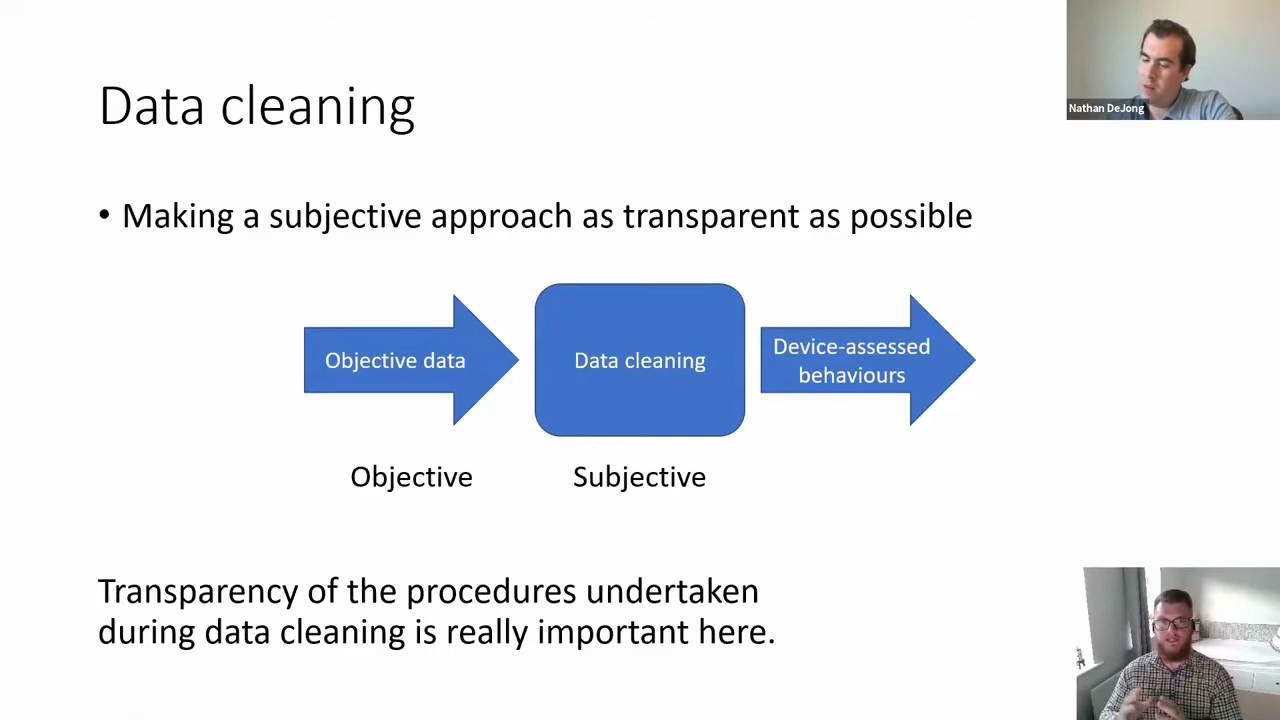 Data cleaning
Nathan DeJong
• Making a subjective approach as transparent as possible
Objective data
Data cleaning
Device-assessed
behaviours
Objective
Subjective
Transparency of the procedures undertaken
during data cleaning is really important here.